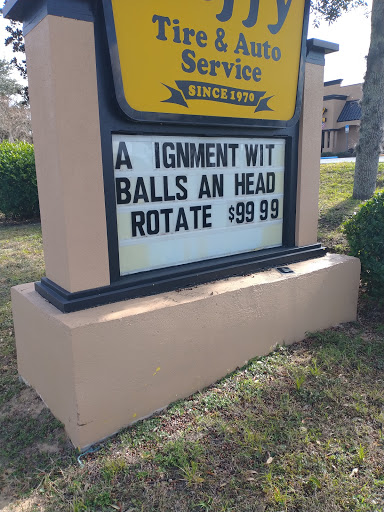 Tire & Auto
Service
SINCE 1970
A IGNMENT WIT
BALLS AN HEAD
ROTATE $99 99